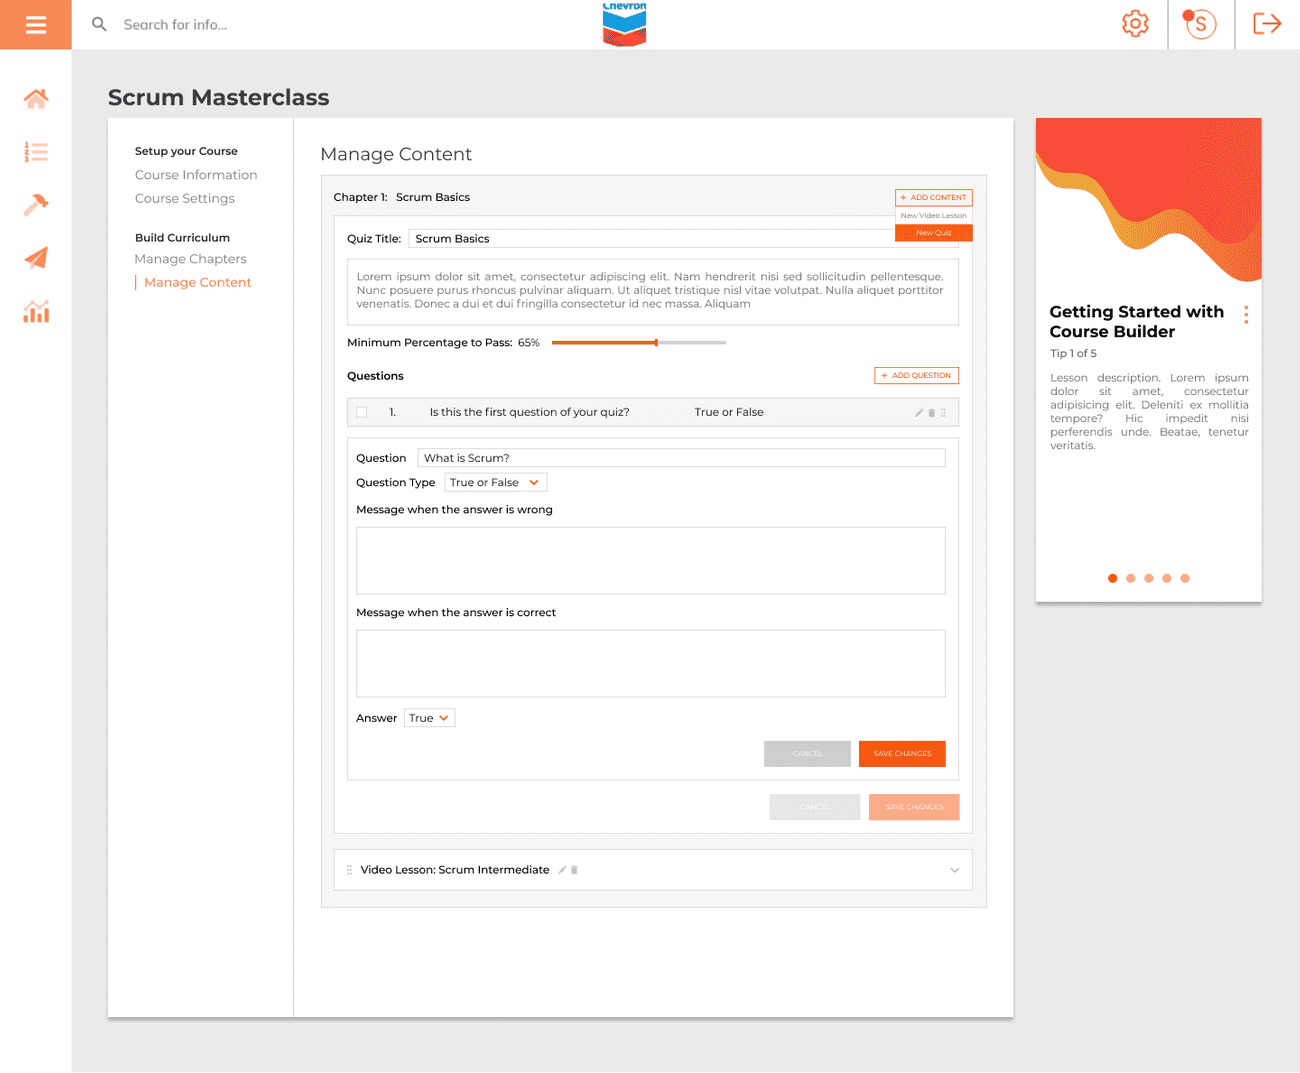 Search for info...
Chevron
S
Scrum Masterclass
Setup your Course
Course Information
Course Settings
Build Curriculum
Manage Chapters
Manage Content
Manage Content
Chapter 1: Scrum Basics
+ ADD CONTENT
New Video Lesson
New Quiz
Quiz Title: Scrum Basics
Lorem ipsum dolor sit amet, consectetur adipiscing elit. Nam hendrerit nisi sed sollicitudin pellentesque.
Nunc posuere purus rhoncus pulvinar aliquam. Ut aliquet tristique nisl vitae volutpat. Nulla aliquet porttitor
venenatis. Donec a dui et dui fringilla consectetur id nec massa. Aliquam
Minimum Percentage to Pass: 65%
Questions
+ ADD QUESTION
1. Is this the first question of your quiz? True or False
Question What is Scrum?
Question Type True or False
Message when the answer is wrong
Message when the answer is correct
Answer True
CANCEL SAVE CHANGES
CANCEL SAVE CHANGES
Video Lesson: Scrum Intermediate
Getting Started with
Course Builder
Tip 1 of 5
Lesson description. Lorem ipsum
dolor sit amet, consectetur
adipisicing elit. Deleniti ex mollitia
tempore? Hic impedit nisi
perferendis unde. Beatae, tenetur
veritatis.